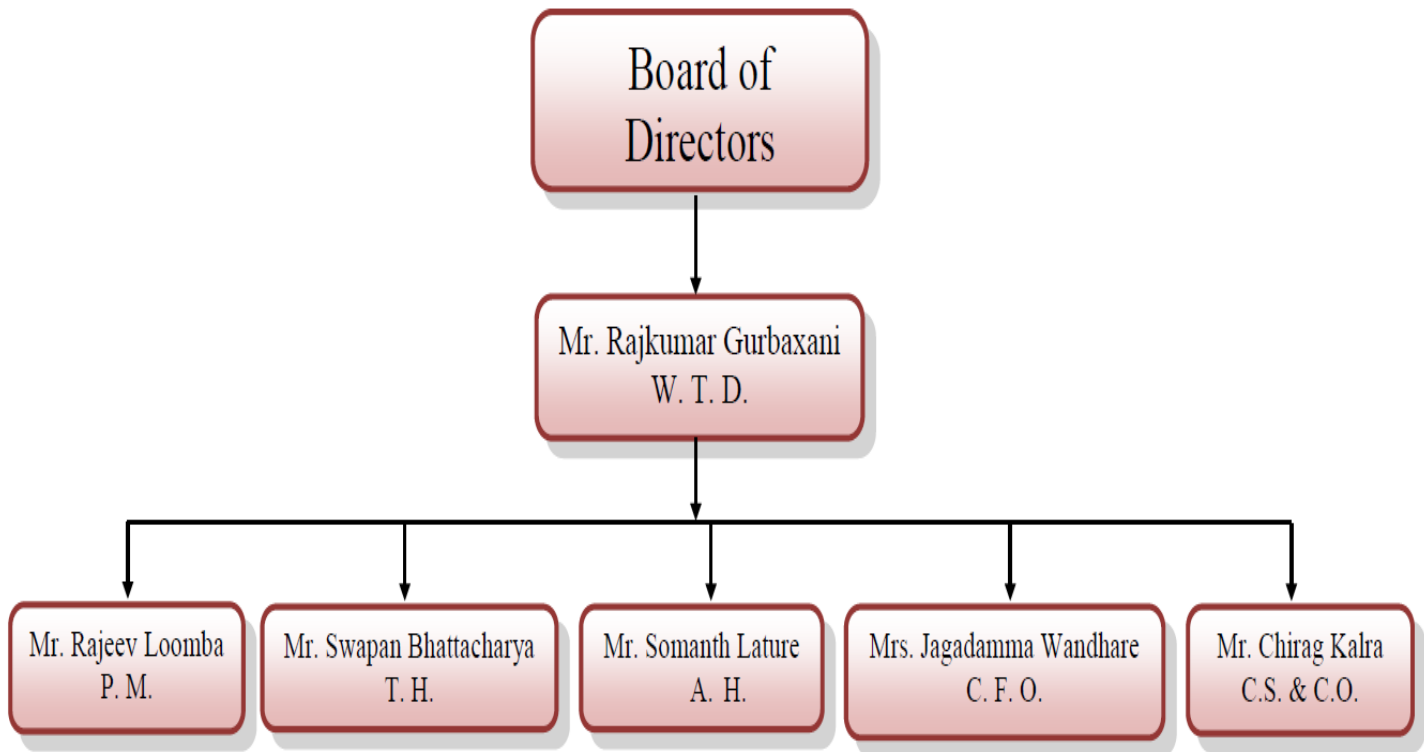 Board of
Directors
Mr. Rajkumar Gurbaxani
W. T. D.
Mr. Rajeev Loomba
P. M.
Mr. Swapan Bhattacharya
T. H.
Mr. Somanth Lature
A. H.
Mrs. Jagadamma Wandhare
C. F. O.
Mr. Chirag Kalra
C.S. & C.O.